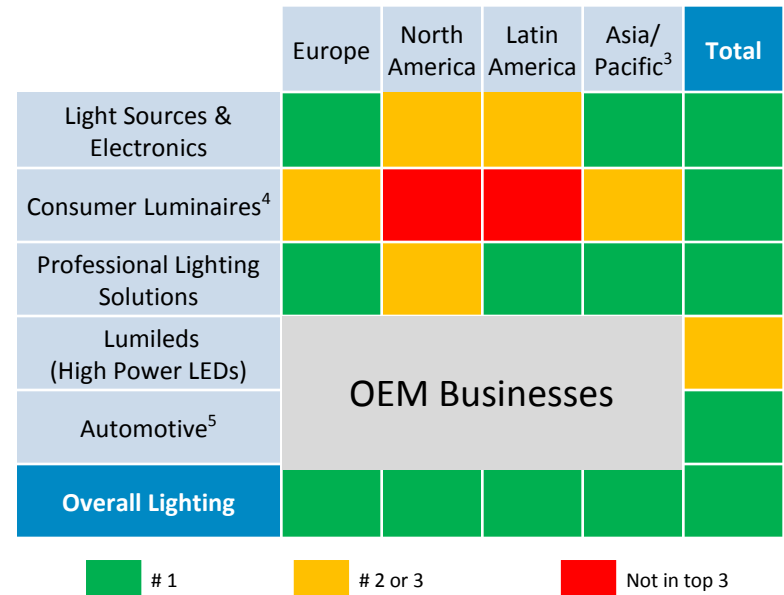 Europe
North
America
Latin
America
Asia/
Pacific3
Total
Light Sources &
Electronics
Consumer Luminaires4
Professional Lighting
Solutions
Lumileds
(High Power LEDs)
OEM Businesses
Automotive5
Overall Lighting
# 1
# 2 or 3
Not in top 3